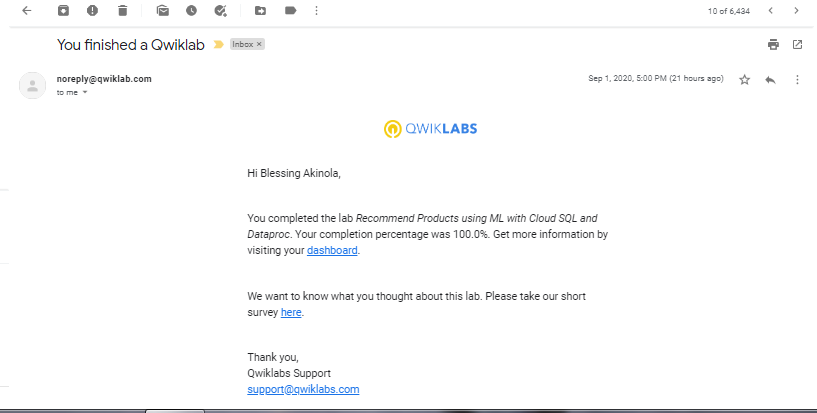 10 of 6,434
You finished a Qwiklab
Inbox ×
noreply@qwiklab.com
Sep 1, 2020, 5:00 PM (21 hours ago)
to me
QWIKLABS
Hi Blessing Akinola,
You completed the lab Recommend Products using ML with Cloud SQL and
Dataproc. Your completion percentage was 100.0%. Get more information by
visiting your dashboard.
We want to know what you thought about this lab. Please take our short
survey here.
Thank you,
Qwiklabs Support
support@qwiklabs.com